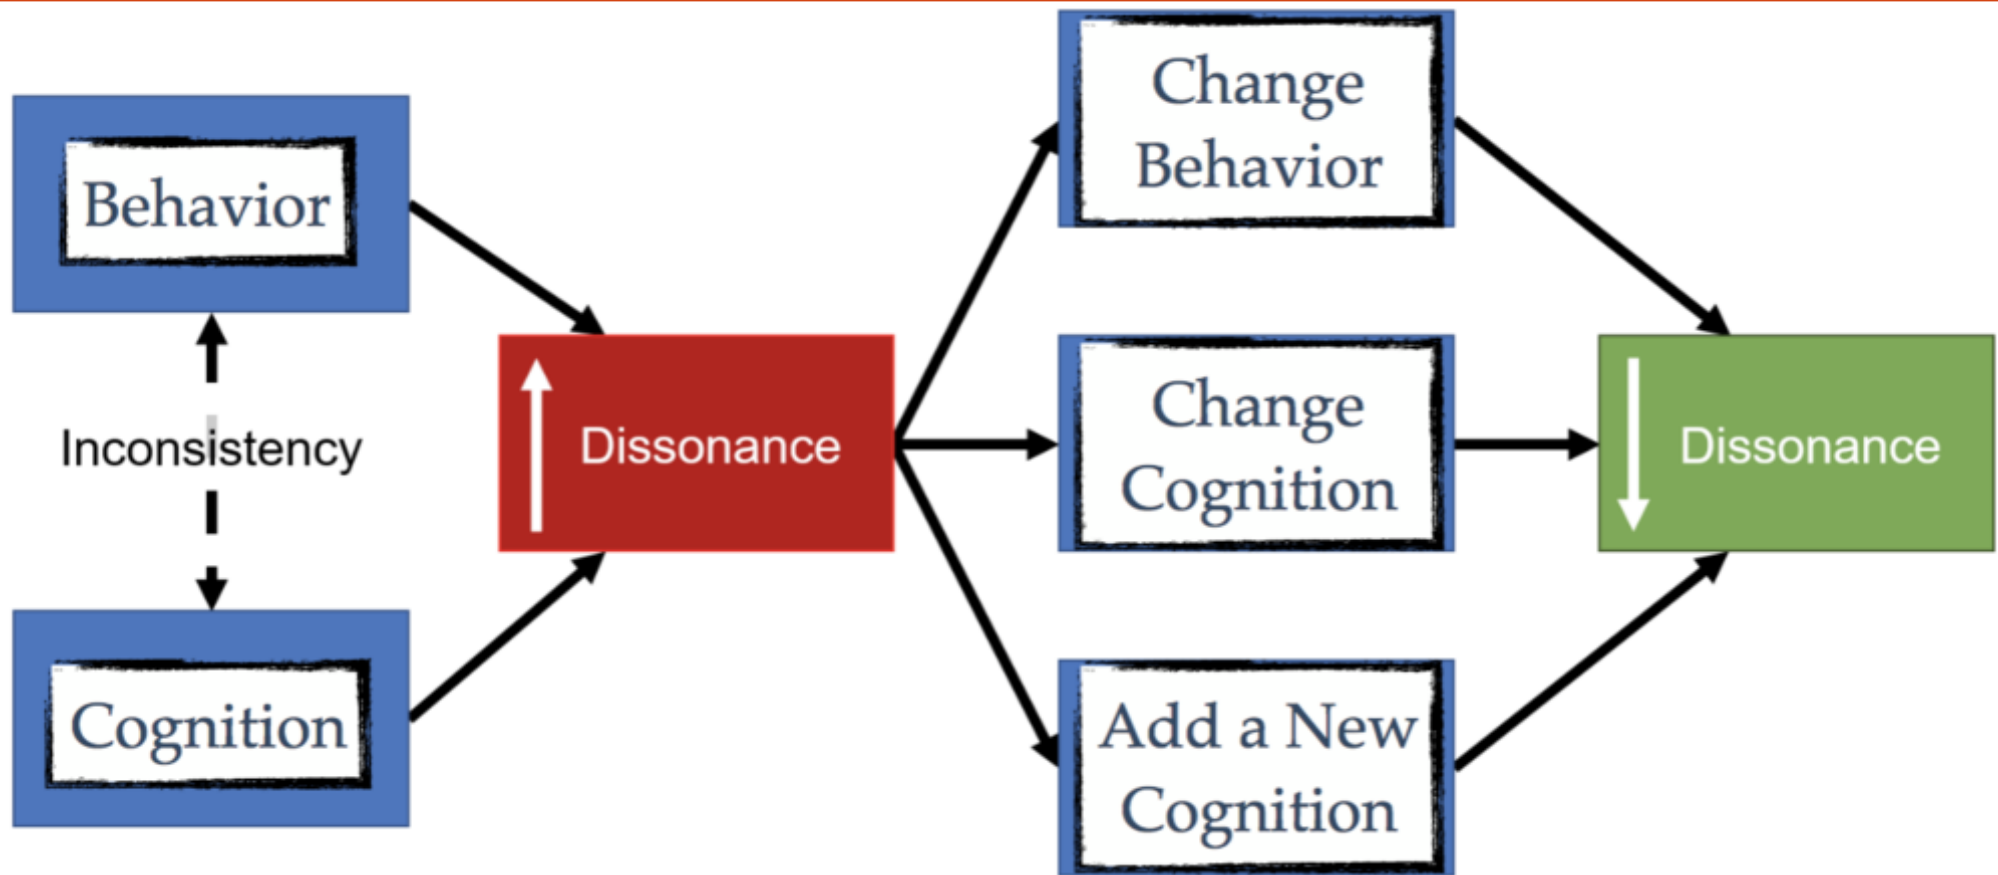 Behavior
Inconsistency
Cognition
Dissonance
Change
Behavior
Change
Cognition
Add a New
Cognition
Dissonance